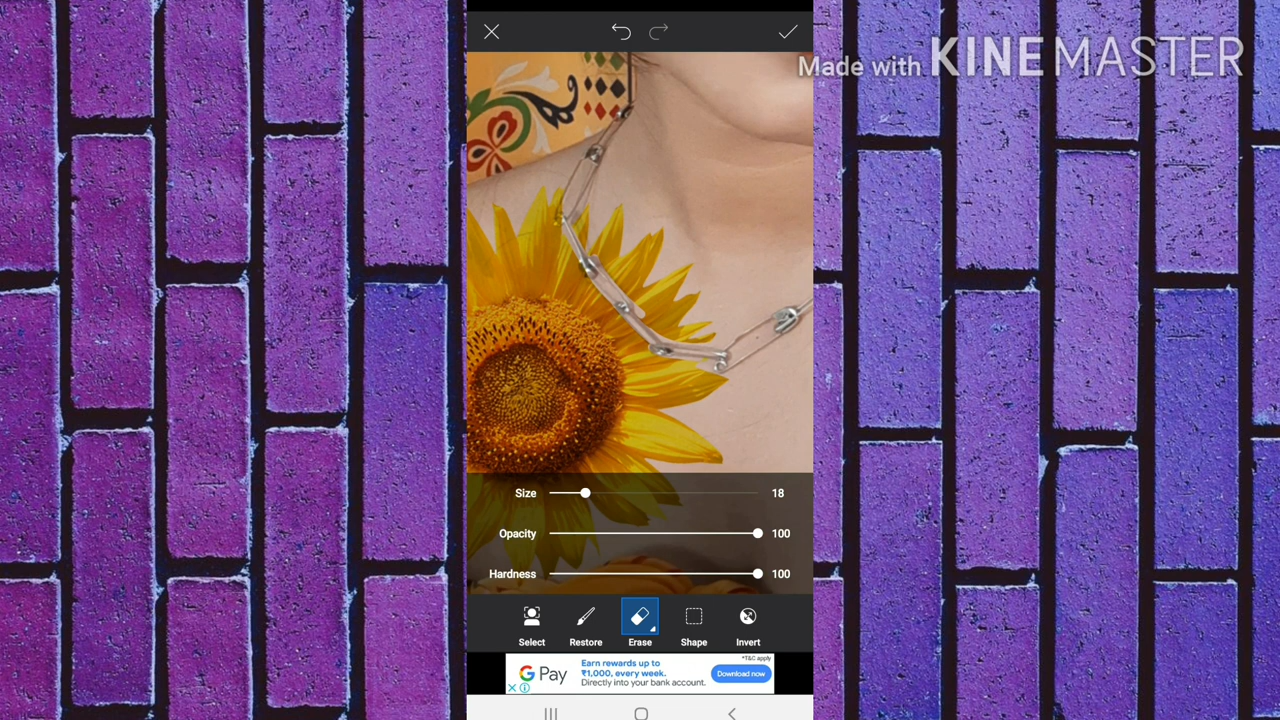 Made with KINEMASTER
Size 18
Opacity 100
Hardness 100
Select Restore Erase Shape Invert
G Pay
Earn rewards up to
₹1,000, every week.
Directly into your bank account.
*T&C apply
Download now